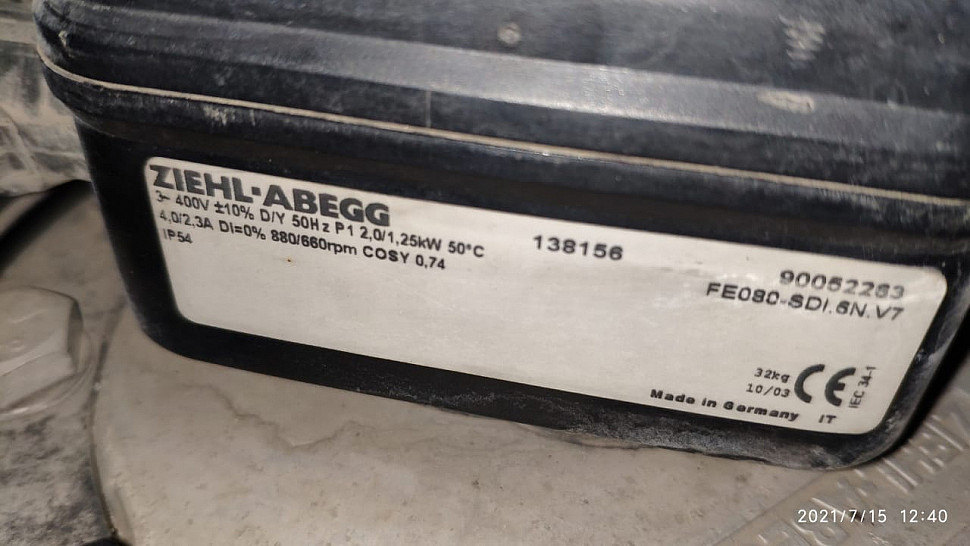 ZIEHL-ABEGG
3~ 400V ±10% D/Y 50Hz P1 2,0/1,25kW 50°C
4,0/2,3A DI=0% 880/660rpm COSY 0,74
IP54
138156
90052263
FE080-SDI.6N.V7
32kg
10/03
CE
IEC 34-1
Made in Germany
IT
2021/7/15 12:40